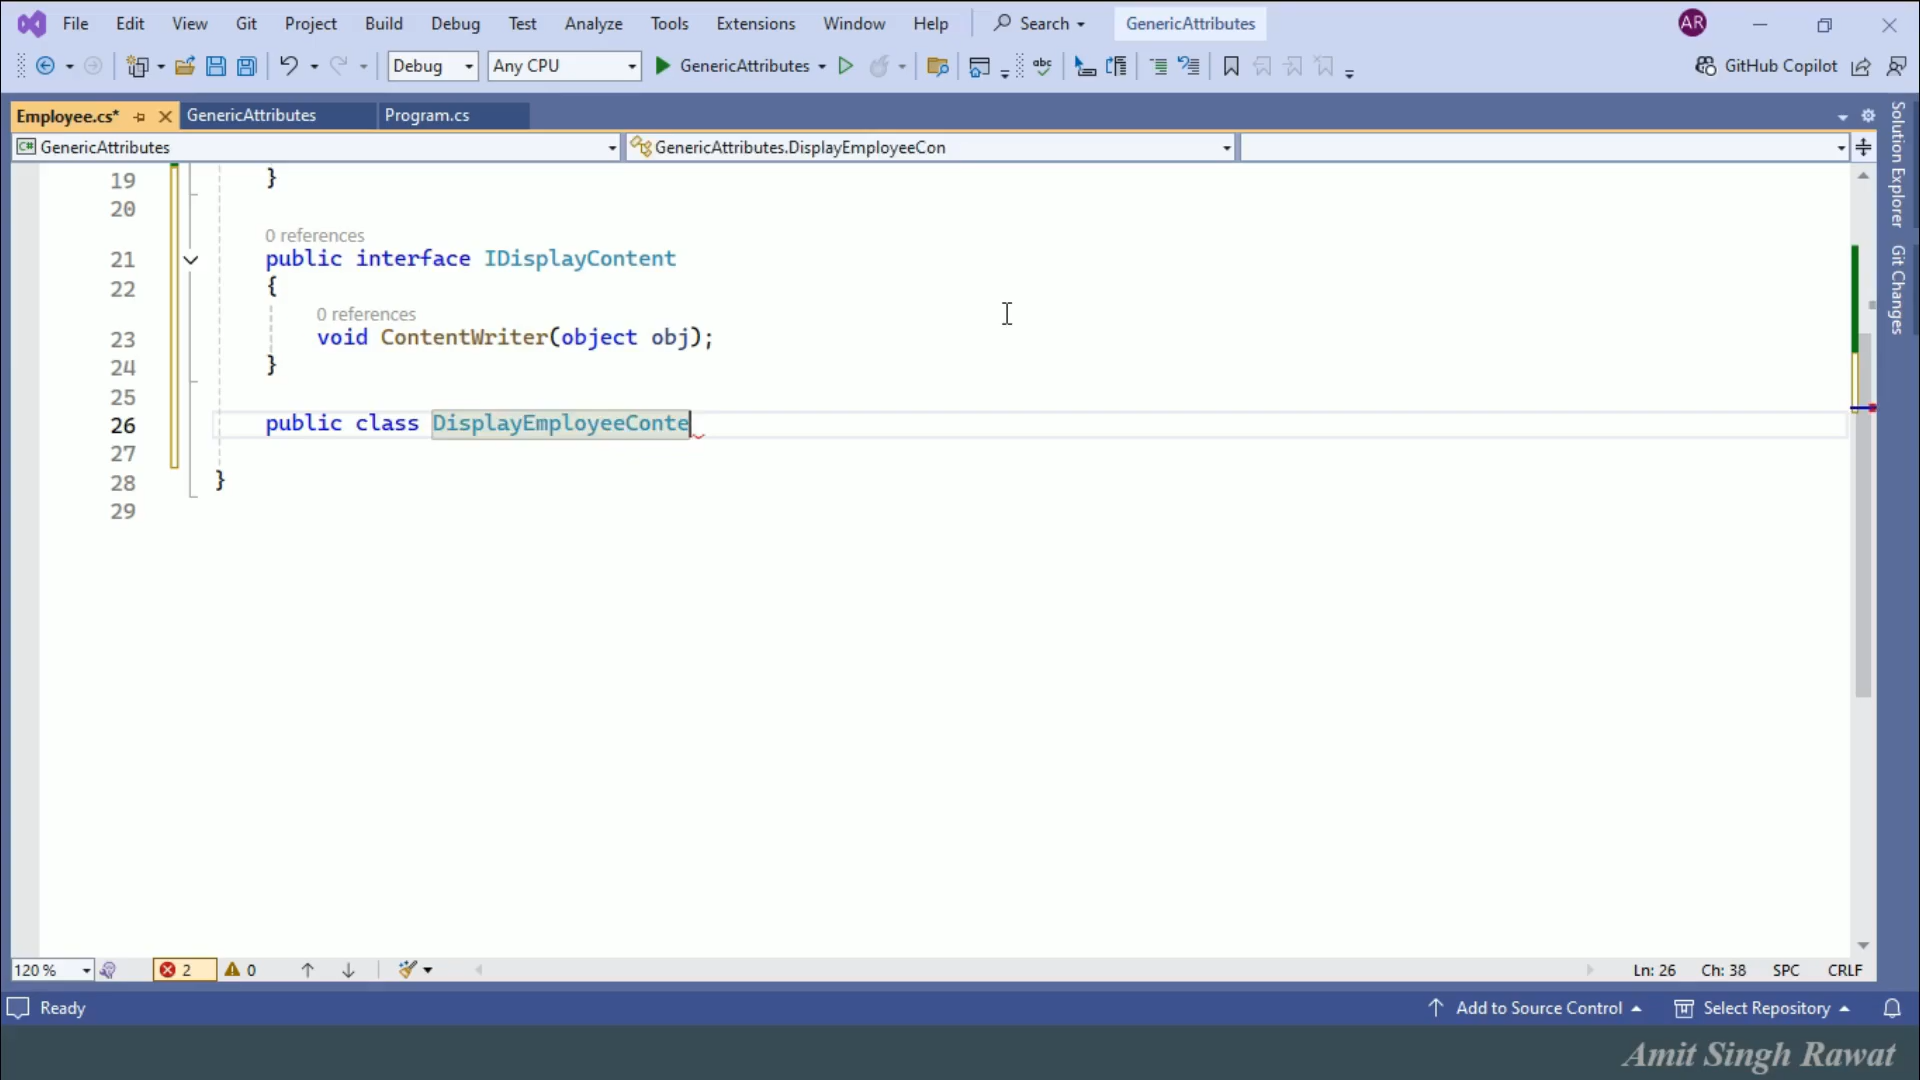 File Edit View Git Project Build Debug Test Analyze Tools Extensions Window Help Search GenericAttributes AR
Debug Any CPU GenericAttributes abc GitHub Copilot
Employee.cs* GenericAttributes Program.cs
C# GenericAttributes GenericAttributes.DisplayEmployeeCon
Solution Explorer
Git Changes
19 }
20
0 references
21 public interface IDisplayContent
22 {
0 references
23 void ContentWriter(object obj);
24 }
25
26 public class DisplayEmployeeConte
27
28 }
29
120 % 2 0 Ln: 26 Ch: 38 SPC CRLF
Ready Add to Source Control Select Repository
Amit Singh Rawat